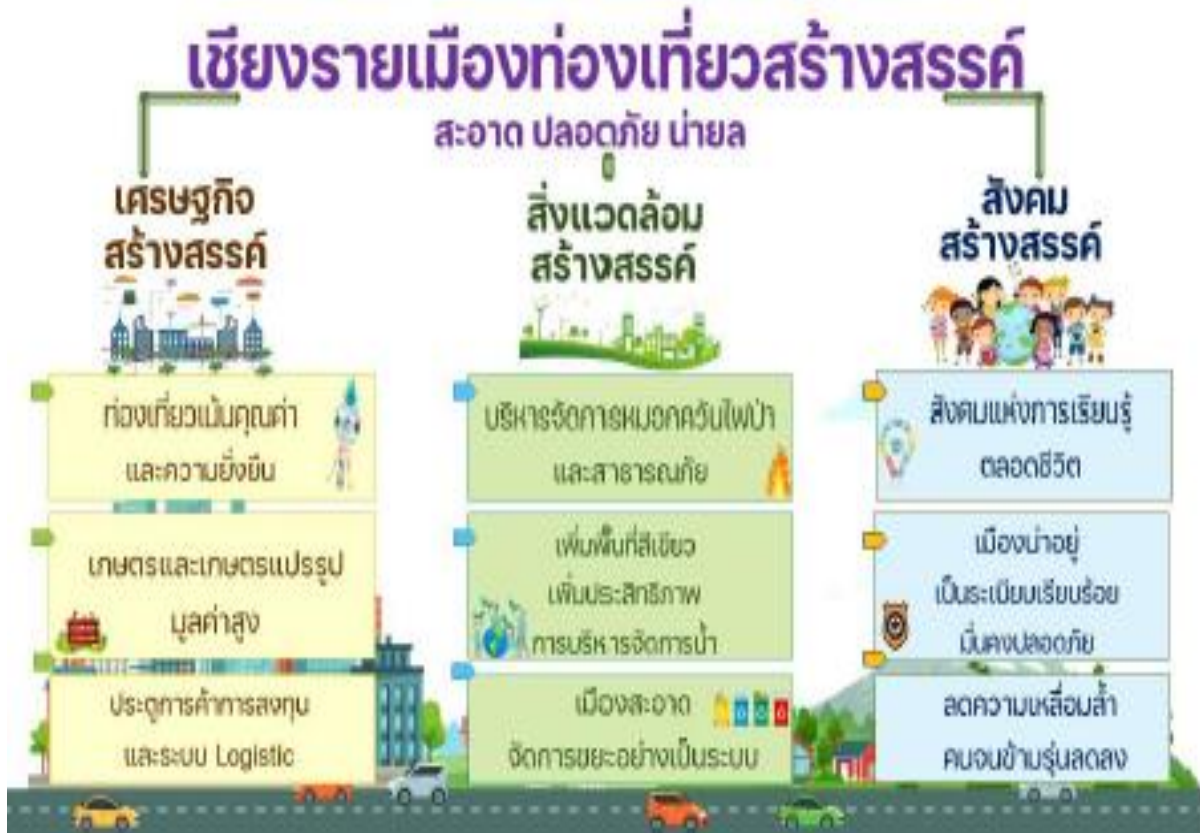 เชียงรายเมืองท่องเที่ยวสร้างสรรค์
สะอาด ปลอดภัย น่ายล
เศรษฐกิจ
สร้างสรรค์
ท่องเที่ยวเน้นคุณค่า
และความยั่งยืน
เกษตรและเกษตรแปรรูป
มูลค่าสูง
ประตูการค้าการลงทุน
และระบบ Logistic
สิ่งแวดล้อม
สร้างสรรค์
บริหารจัดการหมอกควันไฟป่า
และสาธารณภัย
เพิ่มพื้นที่สีเขียว
เพิ่มประสิทธิภาพ
การบริหารจัดการน้ำ
เมืองสะอาด
จัดการขยะอย่างเป็นระบบ
สังคม
สร้างสรรค์
สังคมแห่งการเรียนรู้
ตลอดชีวิต
เมืองน่าอยู่
เป็นระเบียบเรียบร้อย
มั่นคงปลอดภัย
ลดความเหลื่อมล้ำ
คนจนข้ามรุ่นลดลง